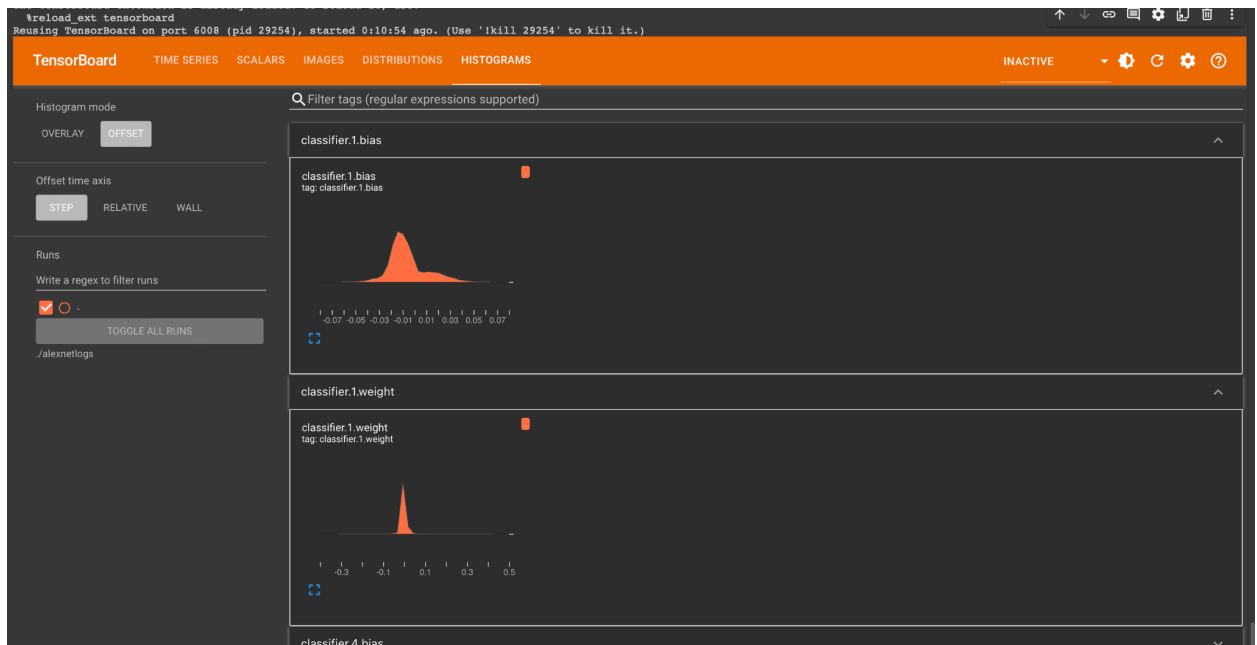 %reload_ext tensorboard
Reusing TensorBoard on port 6008 (pid 29254), started 0:10:54 ago. (Use '!kill 29254' to kill it.)
TensorBoard TIME SERIES SCALARS IMAGES DISTRIBUTIONS HISTOGRAMS INACTIVE
Histogram mode
OVERLAY OFFSET
Offset time axis
STEP RELATIVE WALL
Runs
Write a regex to filter runs
.
TOGGLE ALL RUNS
./alexnetlogs
Filter tags (regular expressions supported)
classifier.1.bias
classifier.1.bias
tag: classifier.1.bias
-0.07 -0.05 -0.03 -0.01 0.01 0.03 0.05 0.07
classifier.1.weight
classifier.1.weight
tag: classifier.1.weight
-0.3 -0.1 0.1 0.3 0.5
classifier.4.bias